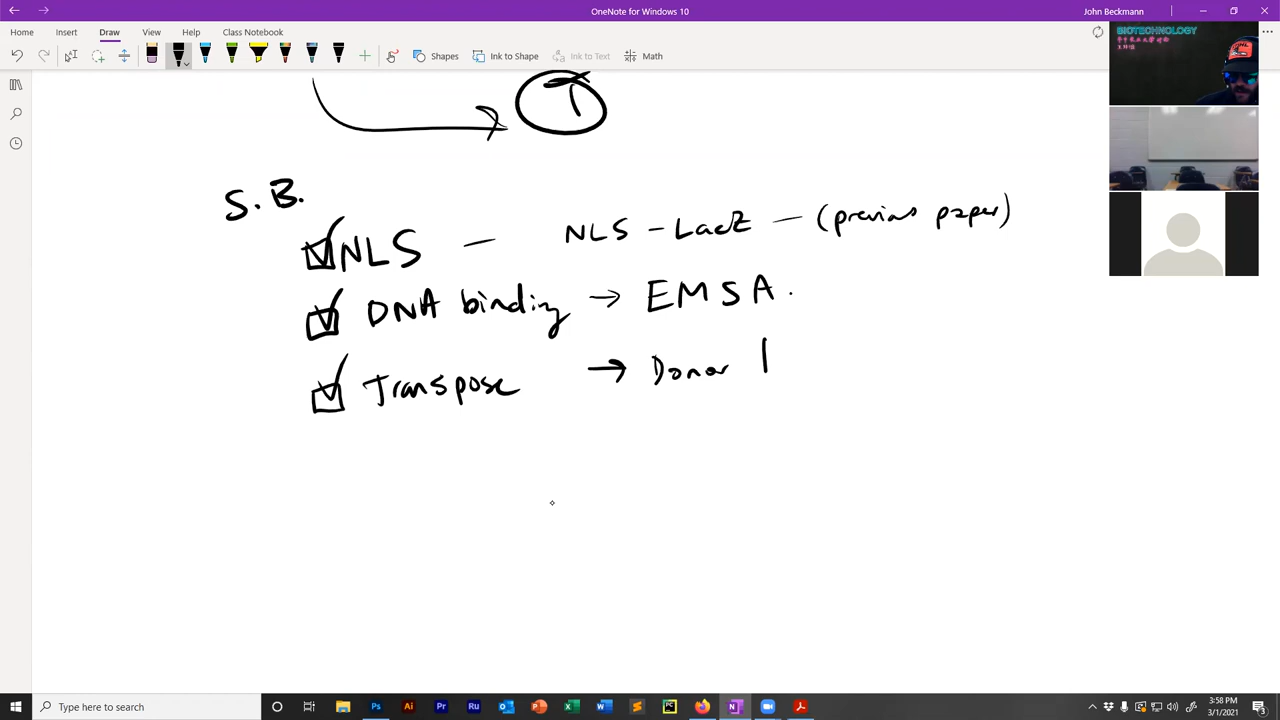 OneNote for Windows 10
John Beckmann
Home Insert Draw View Help Class Notebook
Shapes Ink to Shape Ink to Text Math
BIOTECHNOLOGY
T
S.B.
NLS — NLS - LacZ — (previous paper)
DNA binding → EMSA.
Transpose → Donor
Type here to search
3:58 PM
3/1/2021